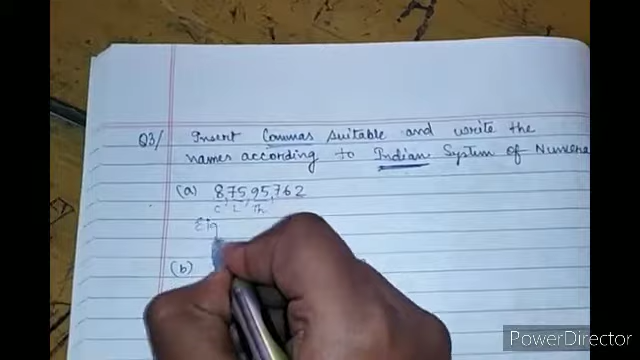 Q3/ Insert Commas suitable and write the
names according to Indian System of Numera
(a) 8,75,95,762
C L Th
Eig
(b)
PowerDirector